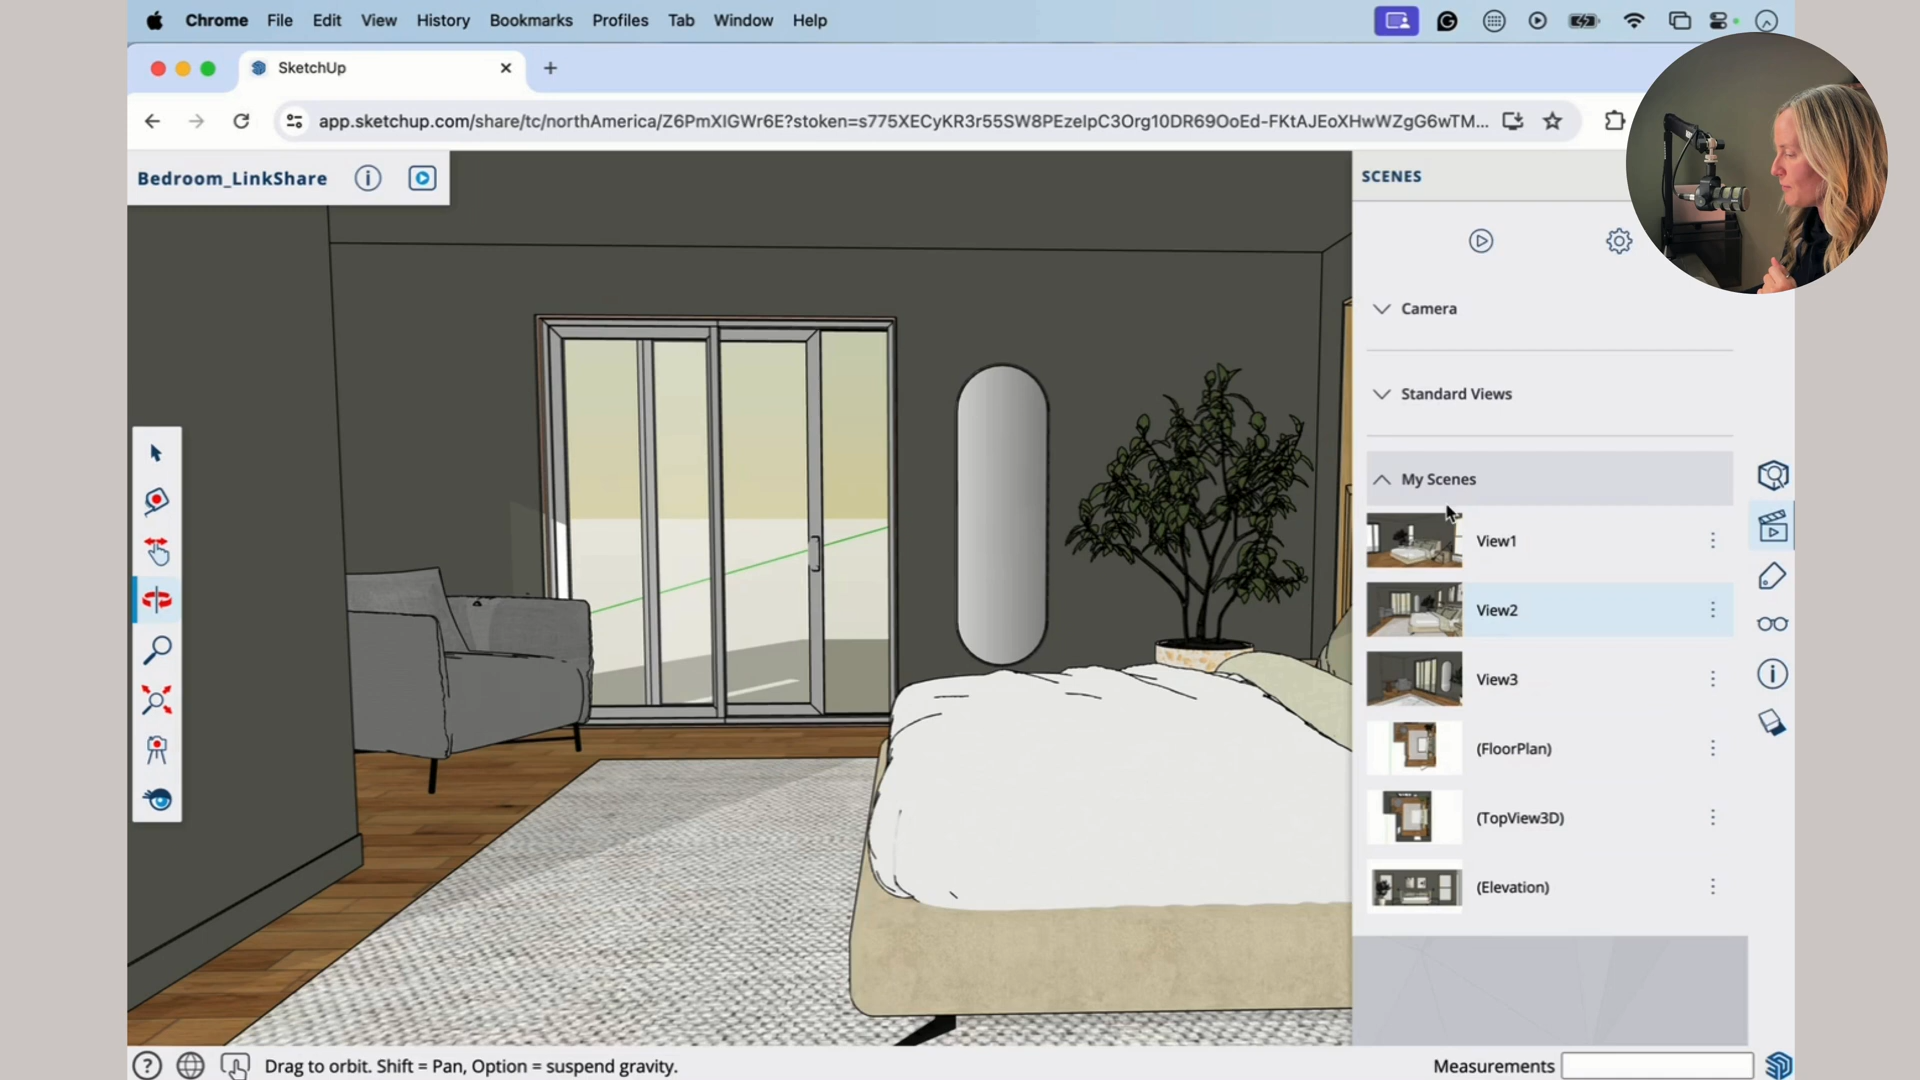 Chrome File Edit View History Bookmarks Profiles Tab Window Help
SketchUp
app.sketchup.com/share/tc/northAmerica/Z6PmXIGWr6E?stoken=s775XECyKR3r55SW8PEzeIpC3Org10DR69OoEd-FKtAJEoXHwWZgG6wTM...
Bedroom_LinkShare
SCENES
Camera
Standard Views
My Scenes
View1
View2
View3
(FloorPlan)
(TopView3D)
(Elevation)
Drag to orbit. Shift = Pan, Option = suspend gravity.
Measurements